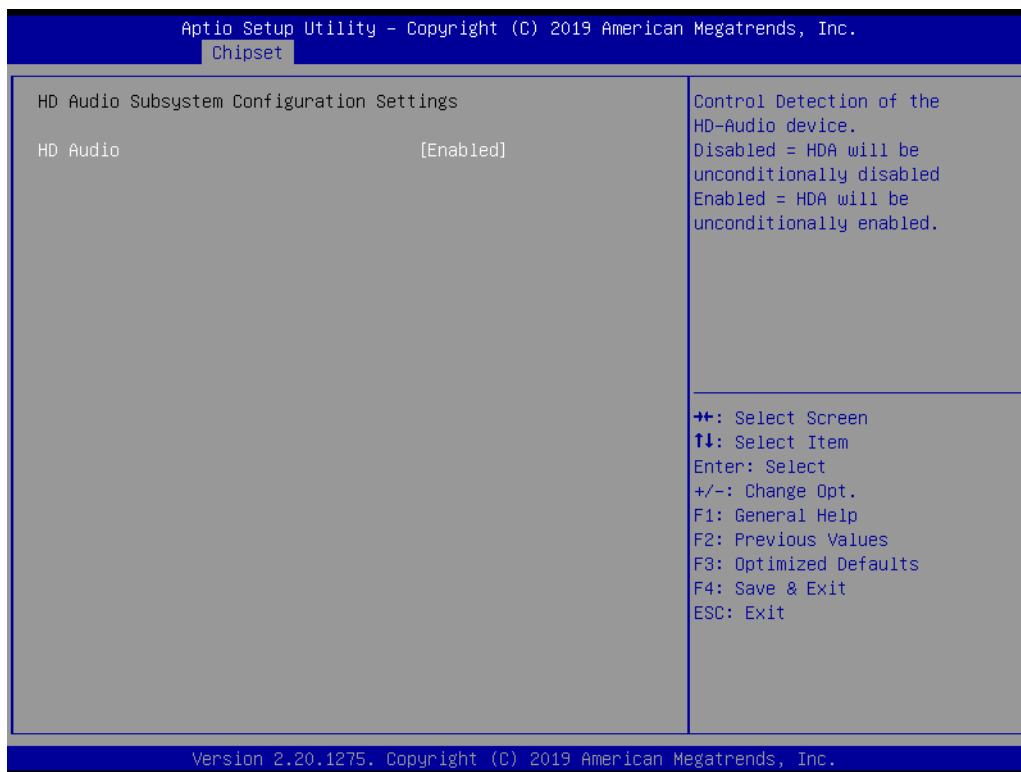 Aptio Setup Utility – Copyright (C) 2019 American Megatrends, Inc.
Chipset
HD Audio Subsystem Configuration Settings
HD Audio [Enabled]
Control Detection of the
HD-Audio device.
Disabled = HDA will be
unconditionally disabled
Enabled = HDA will be
unconditionally enabled.
→←: Select Screen
↑↓: Select Item
Enter: Select
+/-: Change Opt.
F1: General Help
F2: Previous Values
F3: Optimized Defaults
F4: Save & Exit
ESC: Exit
Version 2.20.1275. Copyright (C) 2019 American Megatrends, Inc.